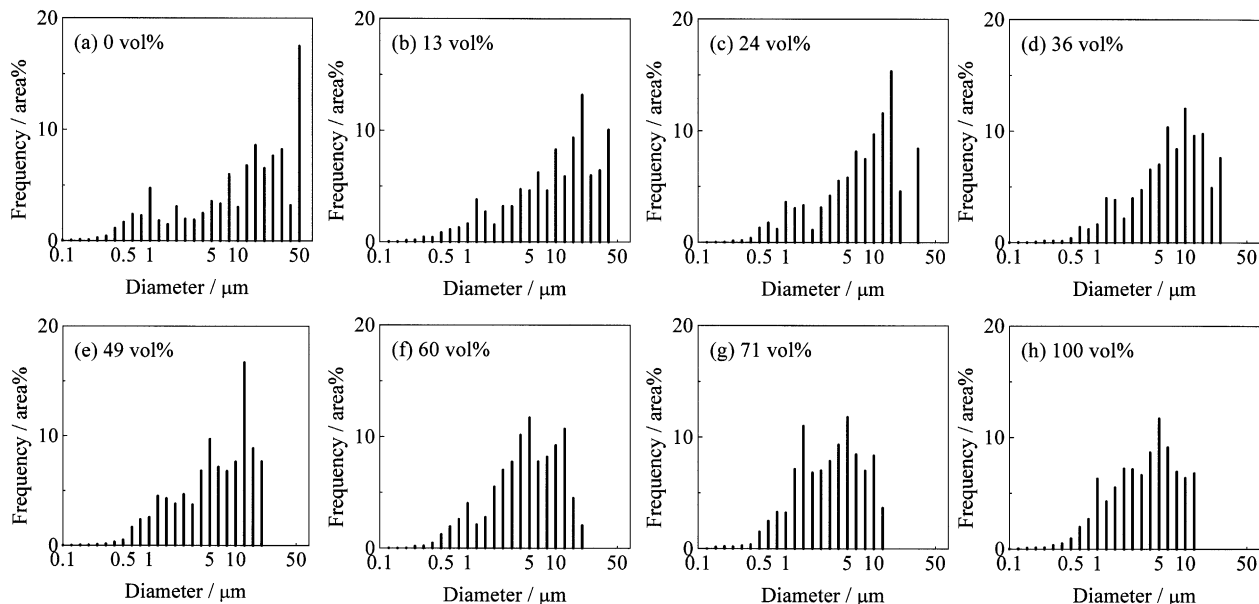 20
(a) 0 vol%
10
0
0.1 0.5 1 5 10 50
Frequency / area%
Diameter / μm
20
(b) 13 vol%
10
0
0.1 0.5 1 5 10 50
Frequency / area%
Diameter / μm
20
(c) 24 vol%
10
0
0.1 0.5 1 5 10 50
Frequency / area%
Diameter / μm
20
(d) 36 vol%
10
0
0.1 0.5 1 5 10 50
Frequency / area%
Diameter / μm
20
(e) 49 vol%
10
0
0.1 0.5 1 5 10 50
Frequency / area%
Diameter / μm
20
(f) 60 vol%
10
0
0.1 0.5 1 5 10 50
Frequency / area%
Diameter / μm
20
(g) 71 vol%
10
0
0.1 0.5 1 5 10 50
Frequency / area%
Diameter / μm
20
(h) 100 vol%
10
0
0.1 0.5 1 5 10 50
Frequency / area%
Diameter / μm